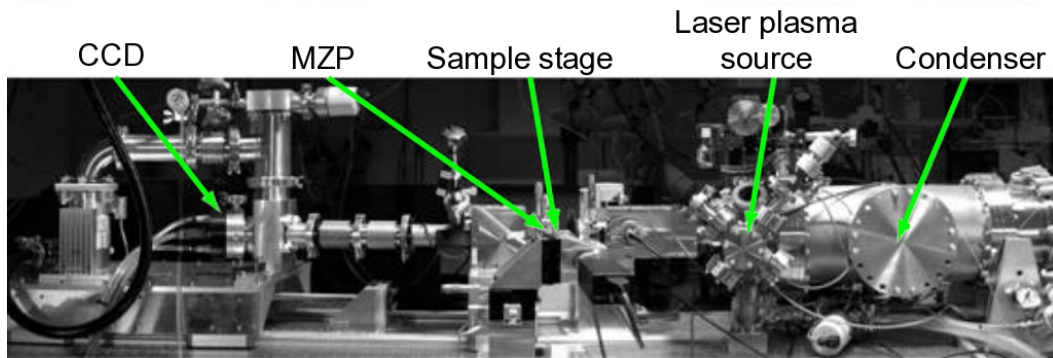 CCD
MZP
Sample stage
Laser plasma
source
Condenser